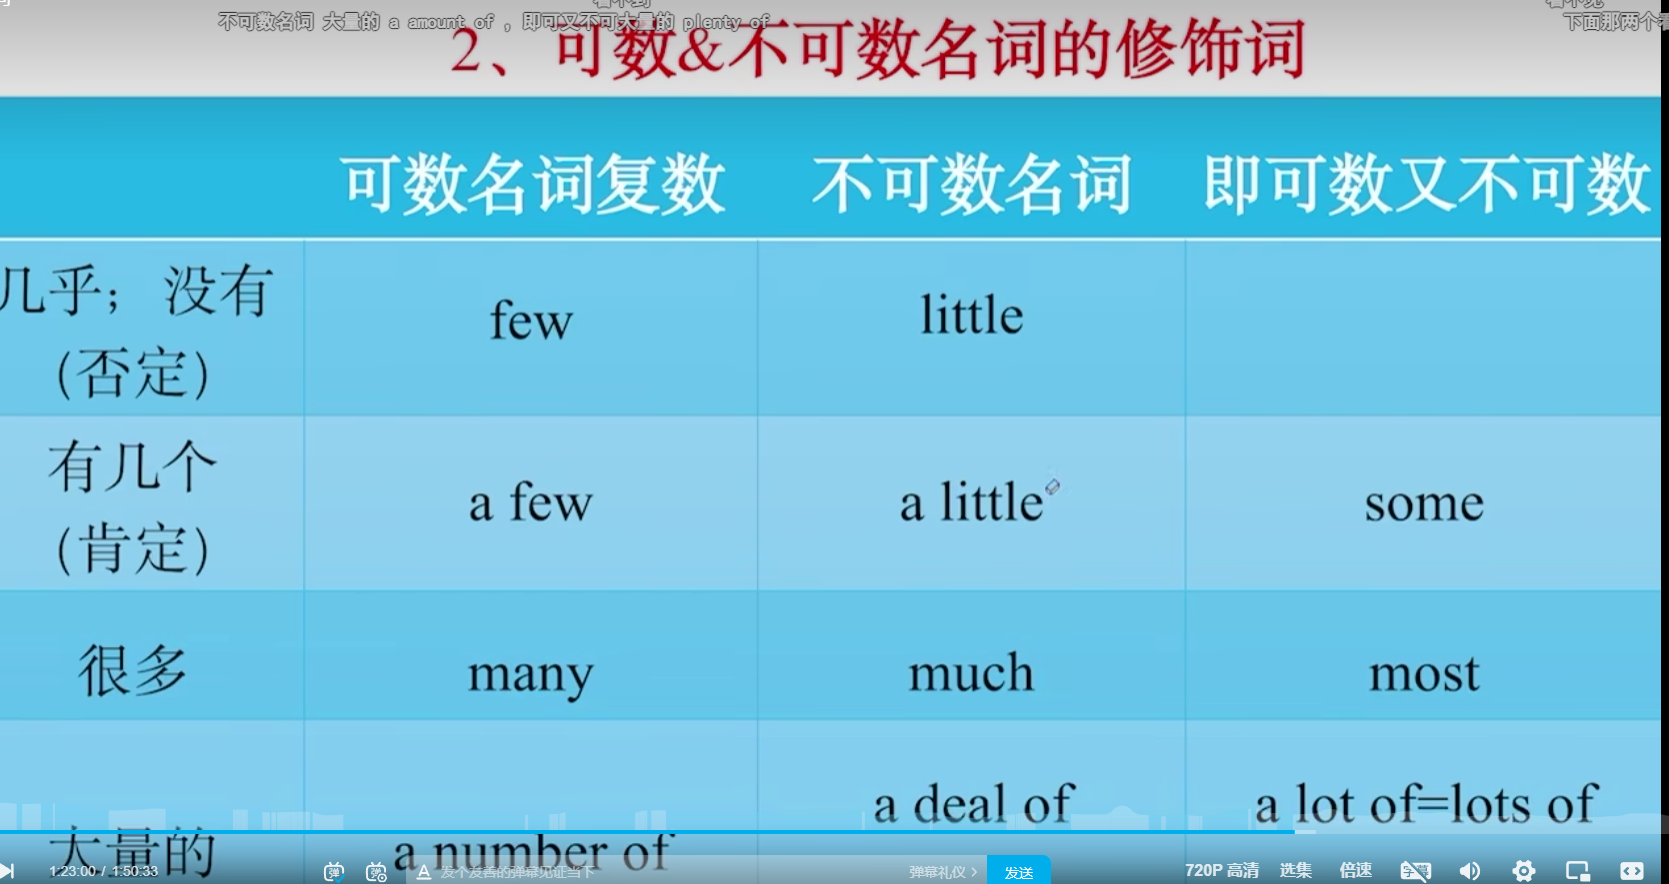 不可数名词 大量的 a amount of ，即可又不可大量的 plenty of
下面那两个
2、可数&不可数名词的修饰词
可数名词复数 不可数名词 即可数又不可数
几乎；没有
（否定）
few little
有几个
（肯定）
a few a little some
很多 many much most
a deal of a lot of=lots of
大量的 a number of
1:23:00 / 1:50:33 发个友善的弹幕见证当下 弹幕礼仪 > 发送 720P 高清 选集 倍速